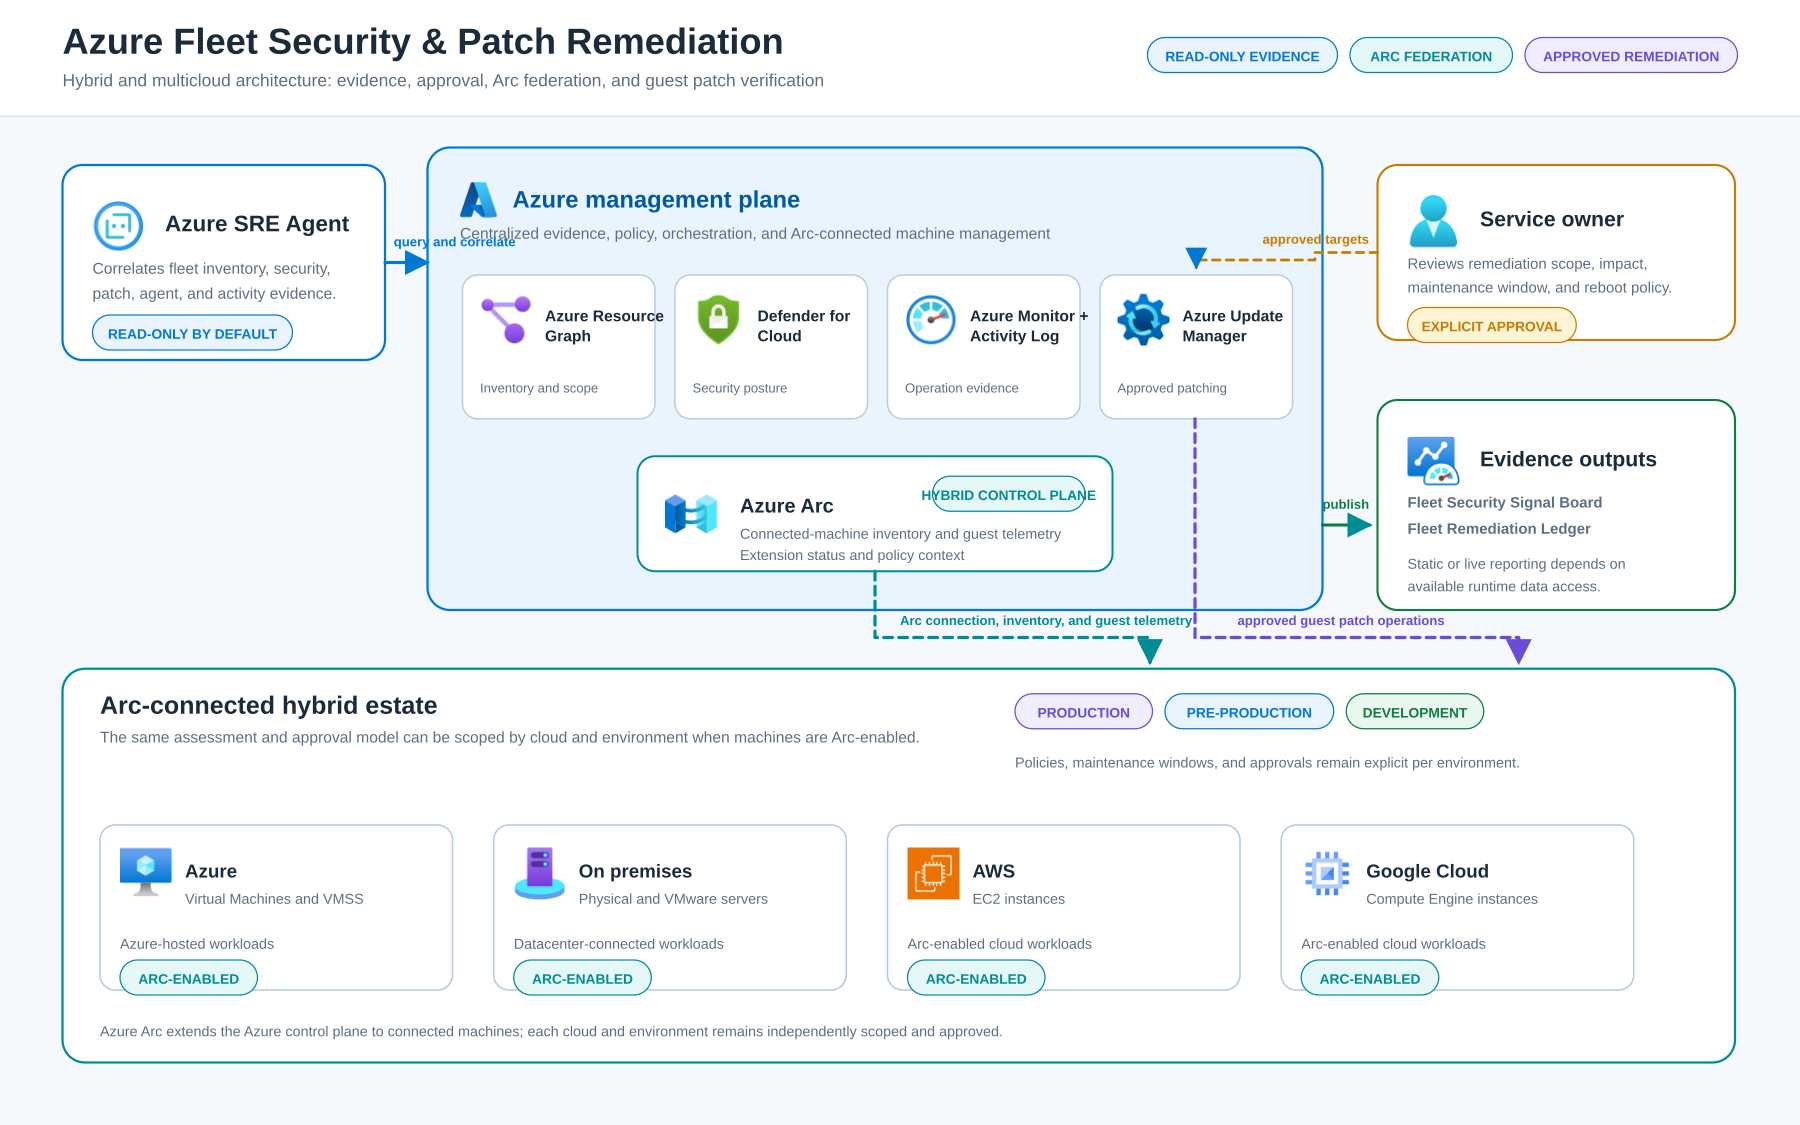 Azure Fleet Security & Patch Remediation
Hybrid and multicloud architecture: evidence, approval, Arc federation, and guest patch verification
READ-ONLY EVIDENCE
ARC FEDERATION
APPROVED REMEDIATION
Azure SRE Agent
Correlates fleet inventory, security,
patch, agent, and activity evidence.
READ-ONLY BY DEFAULT
query and correlate
Azure management plane
Centralized evidence, policy, orchestration, and Arc-connected machine management
Azure Resource
Graph
Inventory and scope
Defender for
Cloud
Security posture
Azure Monitor +
Activity Log
Operation evidence
Azure Update
Manager
Approved patching
approved targets
Service owner
Reviews remediation scope, impact,
maintenance window, and reboot policy.
EXPLICIT APPROVAL
Azure Arc
HYBRID CONTROL PLANE
Connected-machine inventory and guest telemetry
Extension status and policy context
publish
Evidence outputs
Fleet Security Signal Board
Fleet Remediation Ledger
Static or live reporting depends on
available runtime data access.
Arc connection, inventory, and guest telemetry
approved guest patch operations
Arc-connected hybrid estate
The same assessment and approval model can be scoped by cloud and environment when machines are Arc-enabled.
PRODUCTION
PRE-PRODUCTION
DEVELOPMENT
Policies, maintenance windows, and approvals remain explicit per environment.
Azure
Virtual Machines and VMSS
Azure-hosted workloads
ARC-ENABLED
On premises
Physical and VMware servers
Datacenter-connected workloads
ARC-ENABLED
AWS
EC2 instances
Arc-enabled cloud workloads
ARC-ENABLED
Google Cloud
Compute Engine instances
Arc-enabled cloud workloads
ARC-ENABLED
Azure Arc extends the Azure control plane to connected machines; each cloud and environment remains independently scoped and approved.